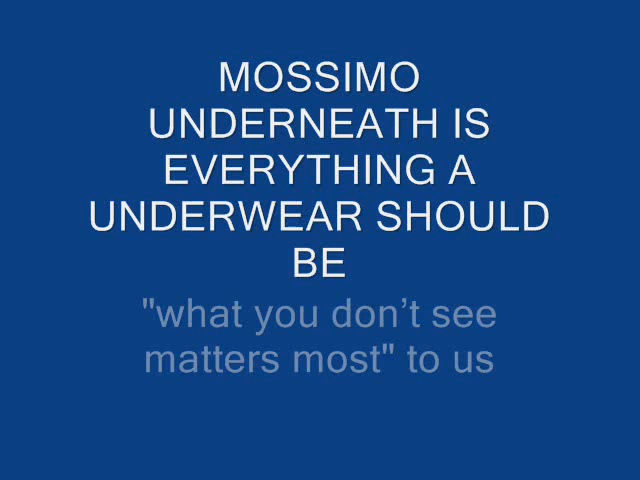 MOSSIMO
UNDERNEATH IS
EVERYTHING A
UNDERWEAR SHOULD
BE
"what you don’t see
matters most" to us